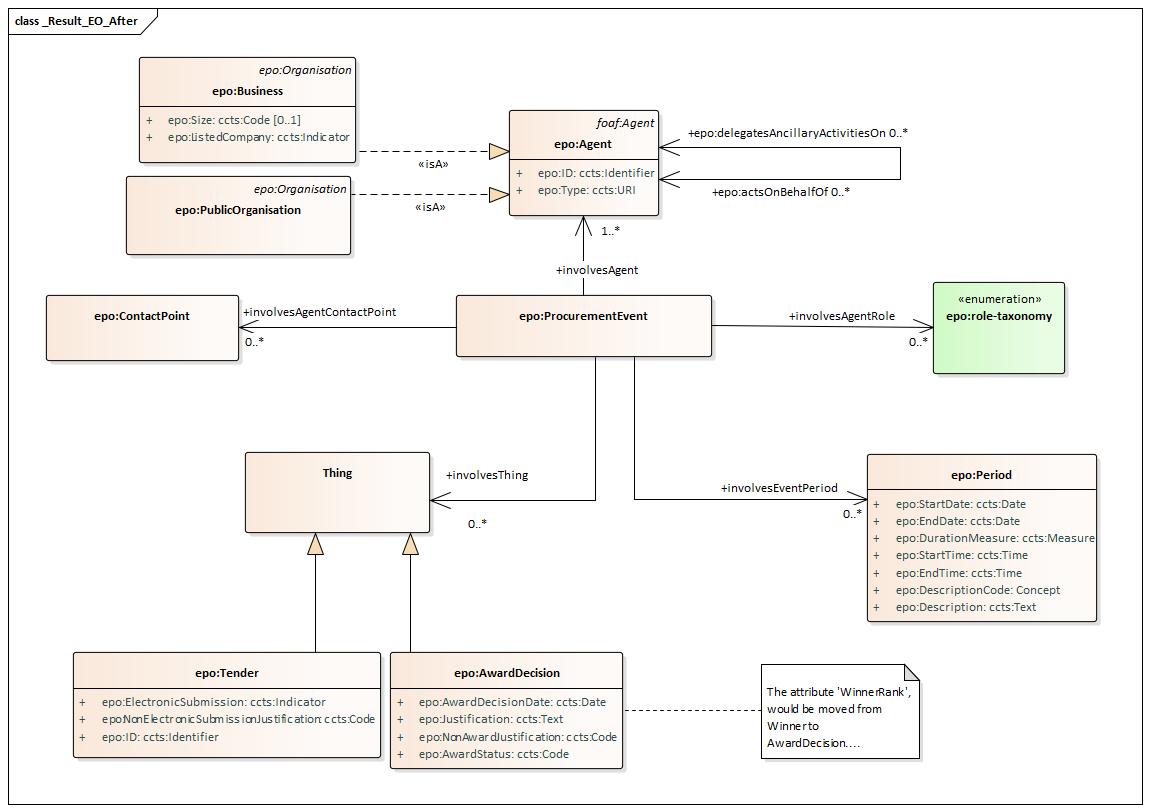 class _Result_EO_After
epo:Organisation
epo:Business
+ epo:Size: ccts:Code [0..1]
+ epo:ListedCompany: ccts:Indicator
foaf:Agent
epo:Agent
+ epo:ID: ccts:Identifier
+ epo:Type: ccts:URI
+epo:delegatesAncillaryActivitiesOn 0..*
+epo:actsOnBehalfOf 0..*
«isA»
epo:Organisation
epo:PublicOrganisation
«isA»
1..*
+involvesAgent
epo:ContactPoint
+involvesAgentContactPoint
0..*
epo:ProcurementEvent
+involvesAgentRole
0..*
«enumeration»
epo:role-taxonomy
Thing
+involvesThing
0..*
+involvesEventPeriod
0..*
epo:Period
+ epo:StartDate: ccts:Date
+ epo:EndDate: ccts:Date
+ epo:DurationMeasure: ccts:Measure
+ epo:StartTime: ccts:Time
+ epo:EndTime: ccts:Time
+ epo:DescriptionCode: Concept
+ epo:Description: ccts:Text
epo:Tender
+ epo:ElectronicSubmission: ccts:Indicator
+ epoNonElectronicSubmissionJustification: ccts:Code
+ epo:ID: ccts:Identifier
epo:AwardDecision
+ epo:AwardDecisionDate: ccts:Date
+ epo:Justification: ccts:Text
+ epo:NonAwardJustification: ccts:Code
+ epo:AwardStatus: ccts:Code
The attribute 'WinnerRank',
would be moved from
Winner to
AwardDecision....